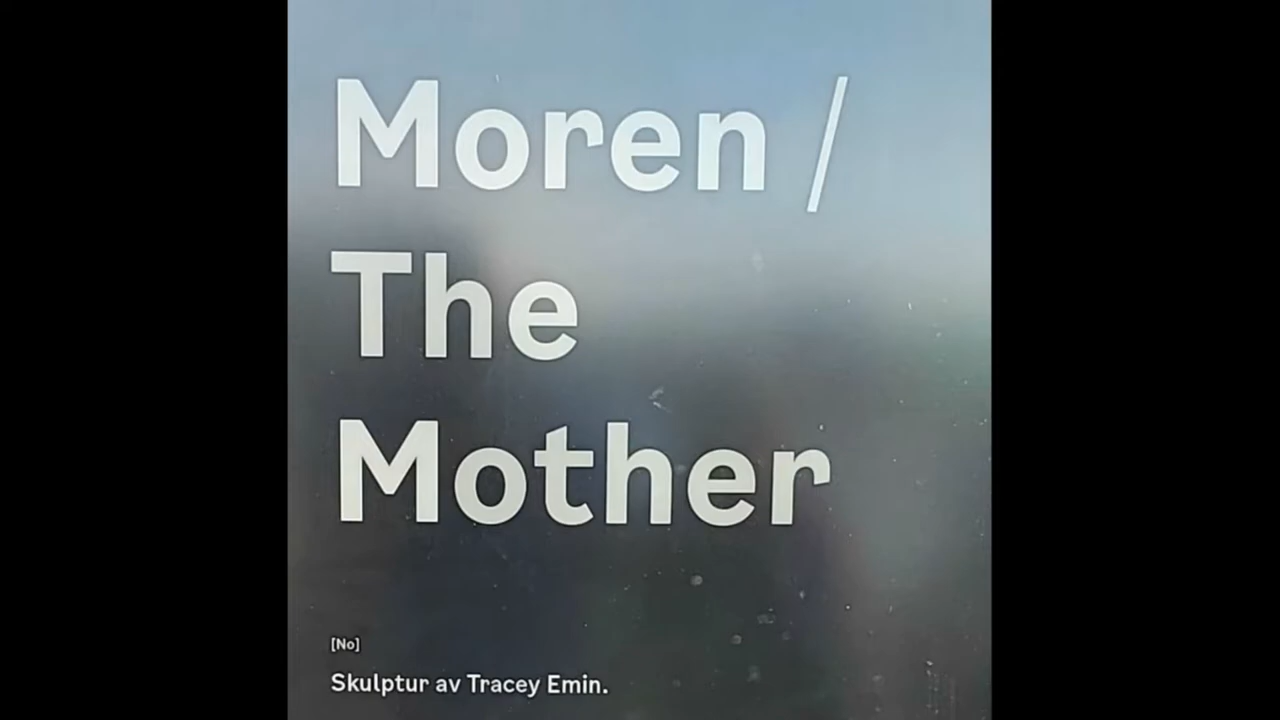 Moren /
The
Mother
[No]
Skulptur av Tracey Emin.